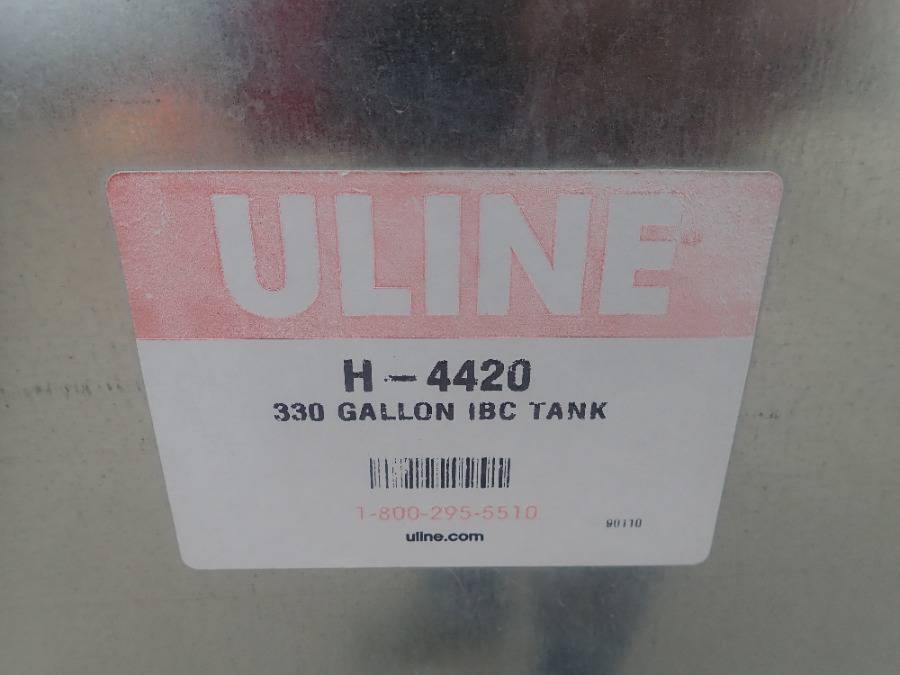 ULINE
H-4420
330 GALLON IBC TANK
1-800-295-5510
90110
uline.com